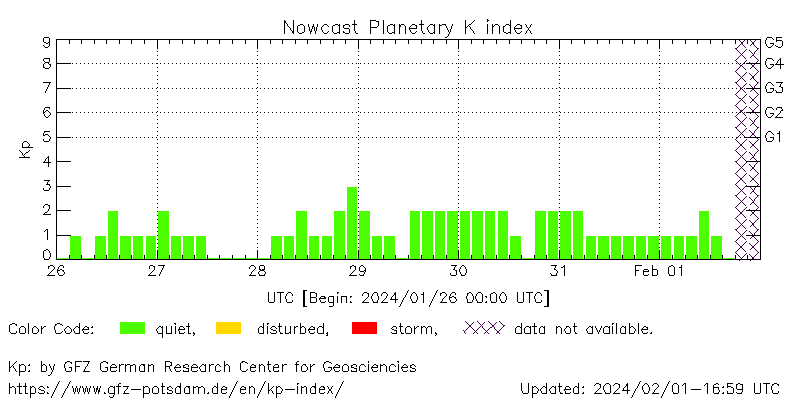 Nowcast Planetary K index
9 G5
8 G4
7 G3
6 G2
5 G1
4
3
2
1
0
Kp
26 27 28 29 30 31 Feb 01
UTC [Begin: 2024/01/26 00:00 UTC]
Color Code: quiet, disturbed, storm, data not available.
Kp: by GFZ German Research Center for Geosciencies
https://www.gfz-potsdam.de/en/kp-index/ Updated: 2024/02/01-16:59 UTC